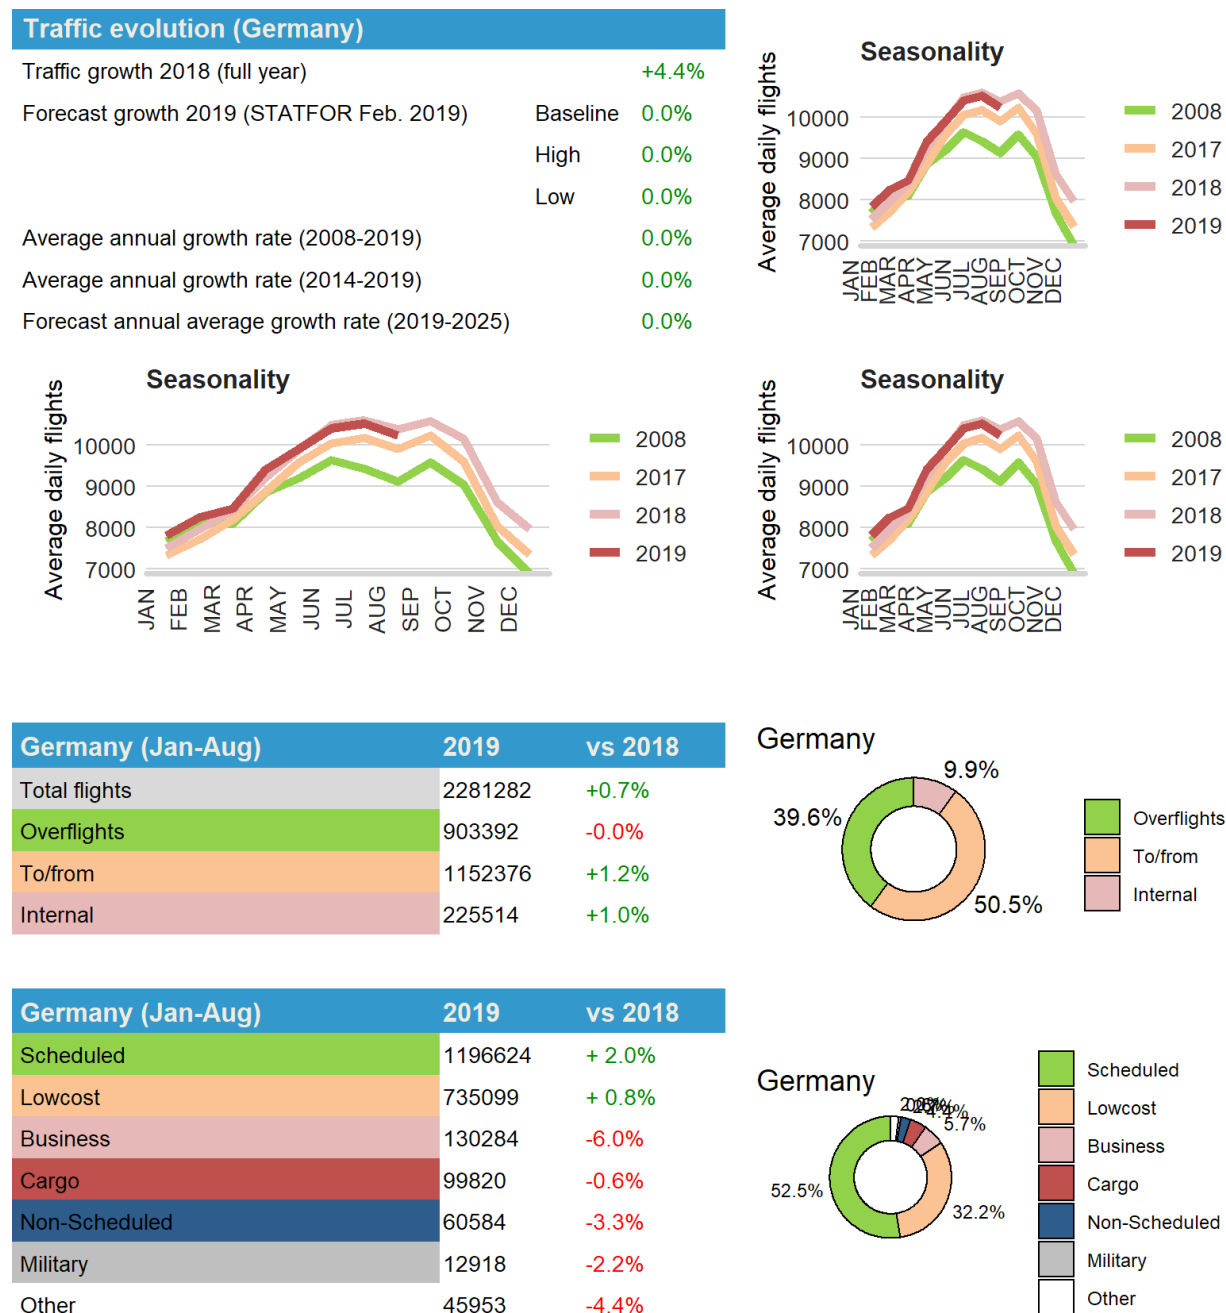 Traffic evolution (Germany)
Traffic growth 2018 (full year) +4.4%
Forecast growth 2019 (STATFOR Feb. 2019) Baseline 0.0%
High 0.0%
Low 0.0%
Average annual growth rate (2008-2019) 0.0%
Average annual growth rate (2014-2019) 0.0%
Forecast annual average growth rate (2019-2025) 0.0%
Seasonality
Average daily flights
10000
9000
8000
7000
JAN FEB MAR APR MAY JUN JUL AUG SEP OCT NOV DEC
2008
2017
2018
2019
Seasonality
Average daily flights
10000
9000
8000
7000
JAN FEB MAR APR MAY JUN JUL AUG SEP OCT NOV DEC
2008
2017
2018
2019
Seasonality
Average daily flights
10000
9000
8000
7000
JAN FEB MAR APR MAY JUN JUL AUG SEP OCT NOV DEC
2008
2017
2018
2019
Germany (Jan-Aug) 2019 vs 2018
Total flights 2281282 +0.7%
Overflights 903392 -0.0%
To/from 1152376 +1.2%
Internal 225514 +1.0%
Germany
9.9%
39.6%
50.5%
Overflights
To/from
Internal
Germany (Jan-Aug) 2019 vs 2018
Scheduled 1196624 + 2.0%
Lowcost 735099 + 0.8%
Business 130284 -6.0%
Cargo 99820 -0.6%
Non-Scheduled 60584 -3.3%
Military 12918 -2.2%
Other 45953 -4.4%
Germany
5.7%
52.5%
32.2%
Scheduled
Lowcost
Business
Cargo
Non-Scheduled
Military
Other